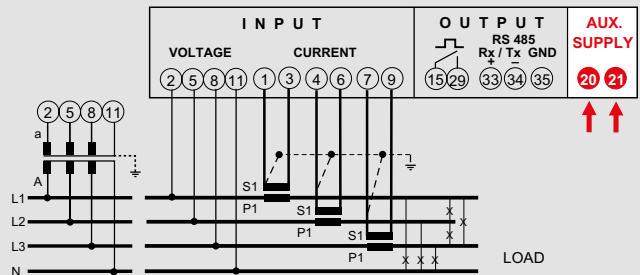 INPUT OUTPUT AUX. SUPPLY
VOLTAGE CURRENT RS 485
Rx / Tx GND
+ –
2 5 8 11 1 3 4 6 7 9 15 29 33 34 35 20 21
2 5 8 11
a
A
S1
L1
P1
S1
L2
P1
S1
L3
P1
LOAD
N
x x
x x x